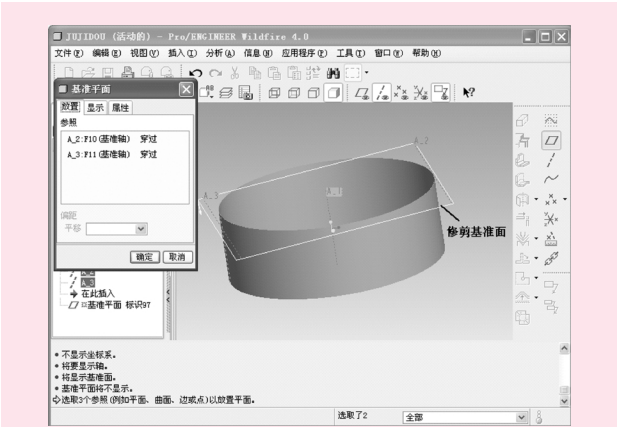 JUJIDOU (活动的) - Pro/ENGINEER Wildfire 4.0
文件(F) 编辑(E) 视图(V) 插入(I) 分析(A) 信息(N) 应用程序(P) 工具(T) 窗口(W) 帮助(H)
基准平面
放置 显示 属性
参照
A_2:F10(基准轴) 穿过
A_3:F11(基准轴) 穿过
偏距
平移
确定 取消
A_2
A_3
A_1
修剪基准面
A_2
A_3
在此插入
基准平面 标识97
不显示坐标系。
将要显示轴。
将显示基准面。
基准平面将不显示。
选取3个参照(例如平面、曲面、边或点)以放置平面。
选取了2
全部